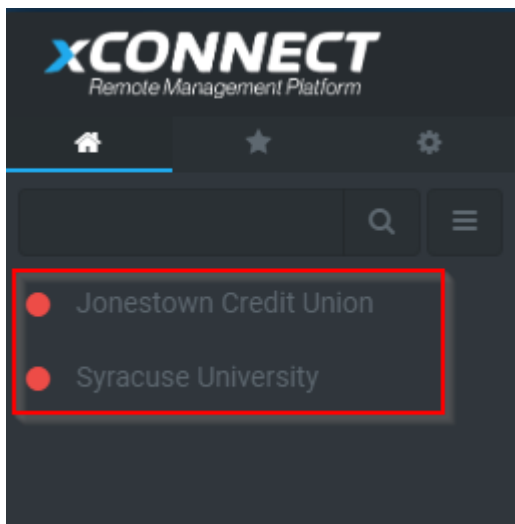 xCONNECT
Remote Management Platform
Jonestown Credit Union
Syracuse University